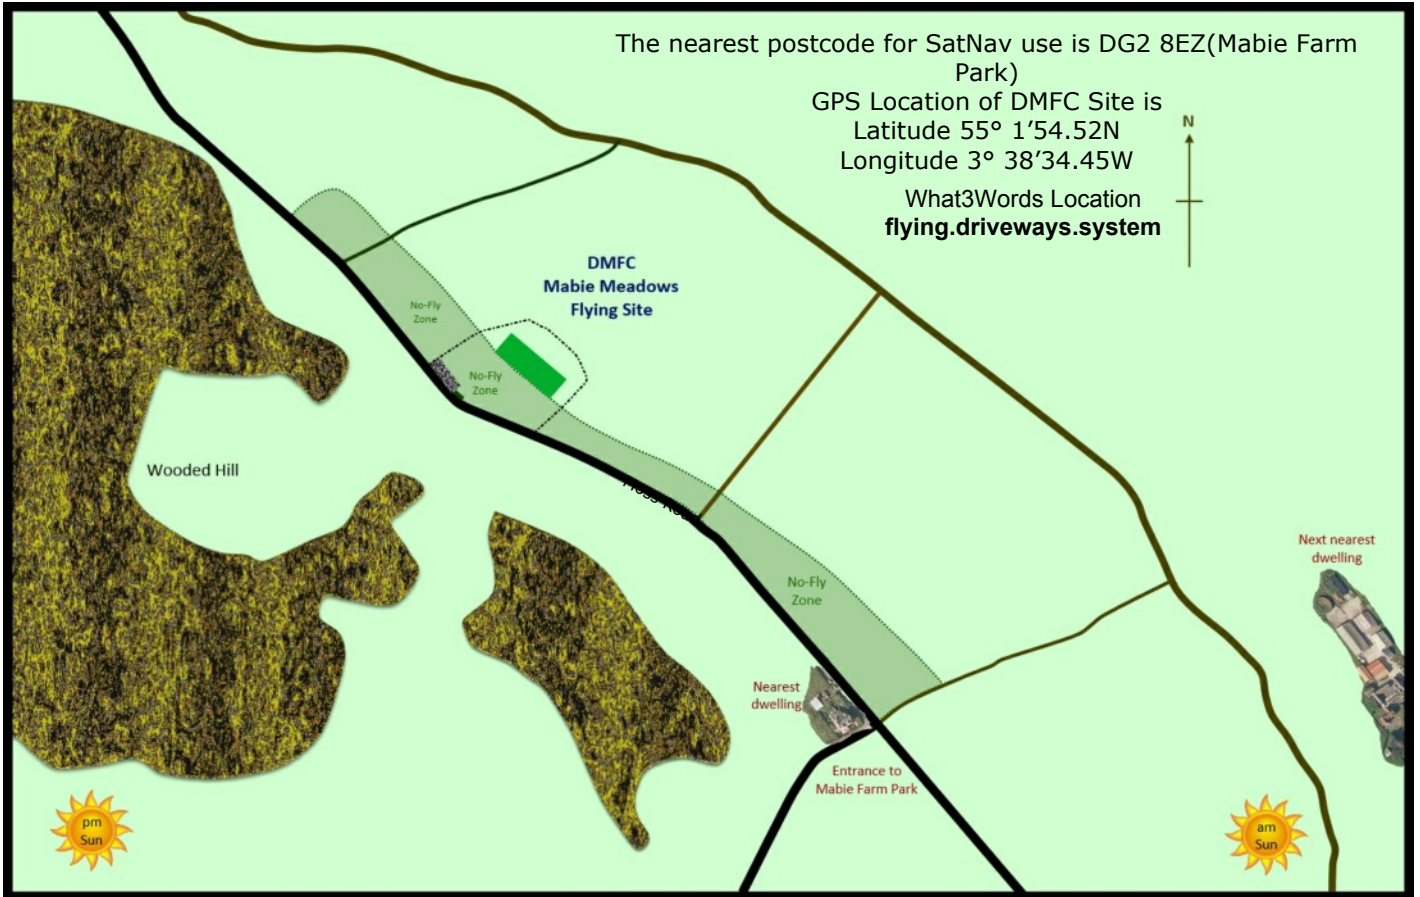 The nearest postcode for SatNav use is DG2 8EZ(Mabie Farm
Park)
GPS Location of DMFC Site is
Latitude 55° 1’54.52N
Longitude 3° 38’34.45W
N
What3Words Location
flying.driveways.system
DMFC
Mabie Meadows
Flying Site
No-Fly
Zone
No-Fly
Zone
Wooded Hill
No-Fly
Zone
Next nearest
dwelling
Nearest
dwelling
Entrance to
Mabie Farm Park
pm
Sun
am
Sun